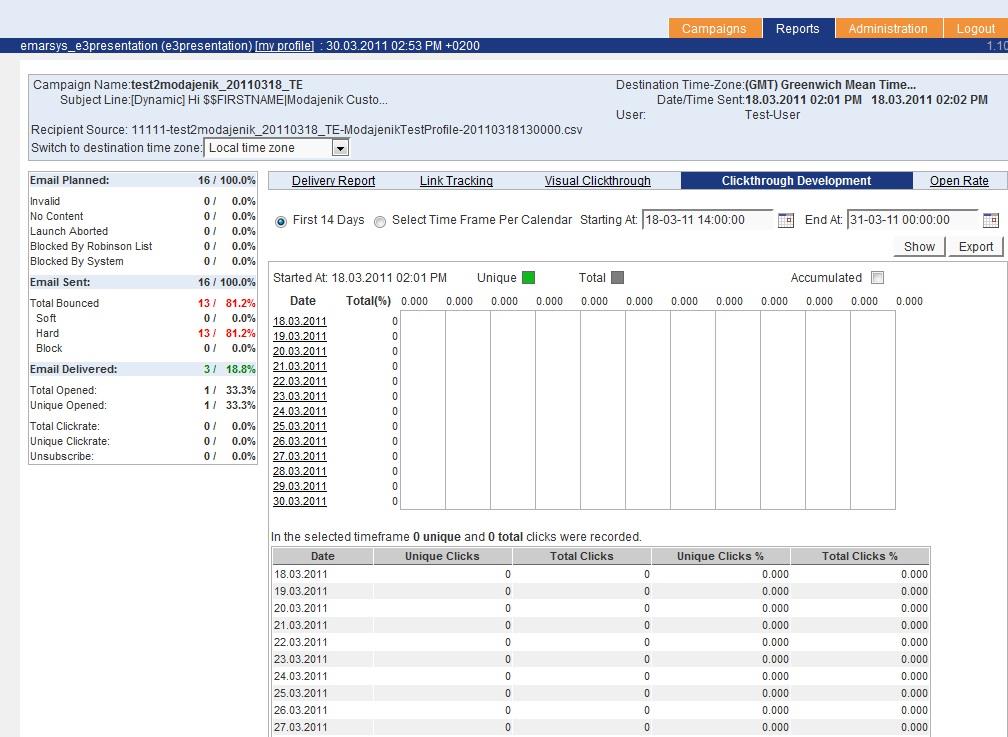 Campaigns Reports Administration Logout
emarsys_e3presentation (e3presentation) [my profile] : 30.03.2011 02:53 PM +0200 1.10
Campaign Name:test2modajenik_20110318_TE Destination Time-Zone:(GMT) Greenwich Mean Time...
Subject Line:[Dynamic] Hi $$FIRSTNAME|Modajenik Custo... Date/Time Sent:18.03.2011 02:01 PM 18.03.2011 02:02 PM
User: Test-User
Recipient Source: 11111-test2modajenik_20110318_TE-ModajenikTestProfile-20110318130000.csv
Switch to destination time zone: Local time zone
Email Planned: 16 / 100.0%
Invalid 0 / 0.0%
No Content 0 / 0.0%
Launch Aborted 0 / 0.0%
Blocked By Robinson List 0 / 0.0%
Blocked By System 0 / 0.0%
Email Sent: 16 / 100.0%
Total Bounced 13 / 81.2%
Soft 0 / 0.0%
Hard 13 / 81.2%
Block 0 / 0.0%
Email Delivered: 3 / 18.8%
Total Opened: 1 / 33.3%
Unique Opened: 1 / 33.3%
Total Clickrate: 0 / 0.0%
Unique Clickrate: 0 / 0.0%
Unsubscribe: 0 / 0.0%
Delivery Report Link Tracking Visual Clickthrough Clickthrough Development Open Rate
First 14 Days Select Time Frame Per Calendar Starting At: 18-03-11 14:00:00 End At: 31-03-11 00:00:00
Show Export
Started At: 18.03.2011 02:01 PM Unique Total Accumulated
Date Total(%) 0.000 0.000 0.000 0.000 0.000 0.000 0.000 0.000 0.000 0.000 0.000 0.000
18.03.2011 0
19.03.2011 0
20.03.2011 0
21.03.2011 0
22.03.2011 0
23.03.2011 0
24.03.2011 0
25.03.2011 0
26.03.2011 0
27.03.2011 0
28.03.2011 0
29.03.2011 0
30.03.2011 0
In the selected timeframe 0 unique and 0 total clicks were recorded.
Date Unique Clicks Total Clicks Unique Clicks % Total Clicks %
18.03.2011 0 0 0.000 0.000
19.03.2011 0 0 0.000 0.000
20.03.2011 0 0 0.000 0.000
21.03.2011 0 0 0.000 0.000
22.03.2011 0 0 0.000 0.000
23.03.2011 0 0 0.000 0.000
24.03.2011 0 0 0.000 0.000
25.03.2011 0 0 0.000 0.000
26.03.2011 0 0 0.000 0.000
27.03.2011 0 0 0.000 0.000